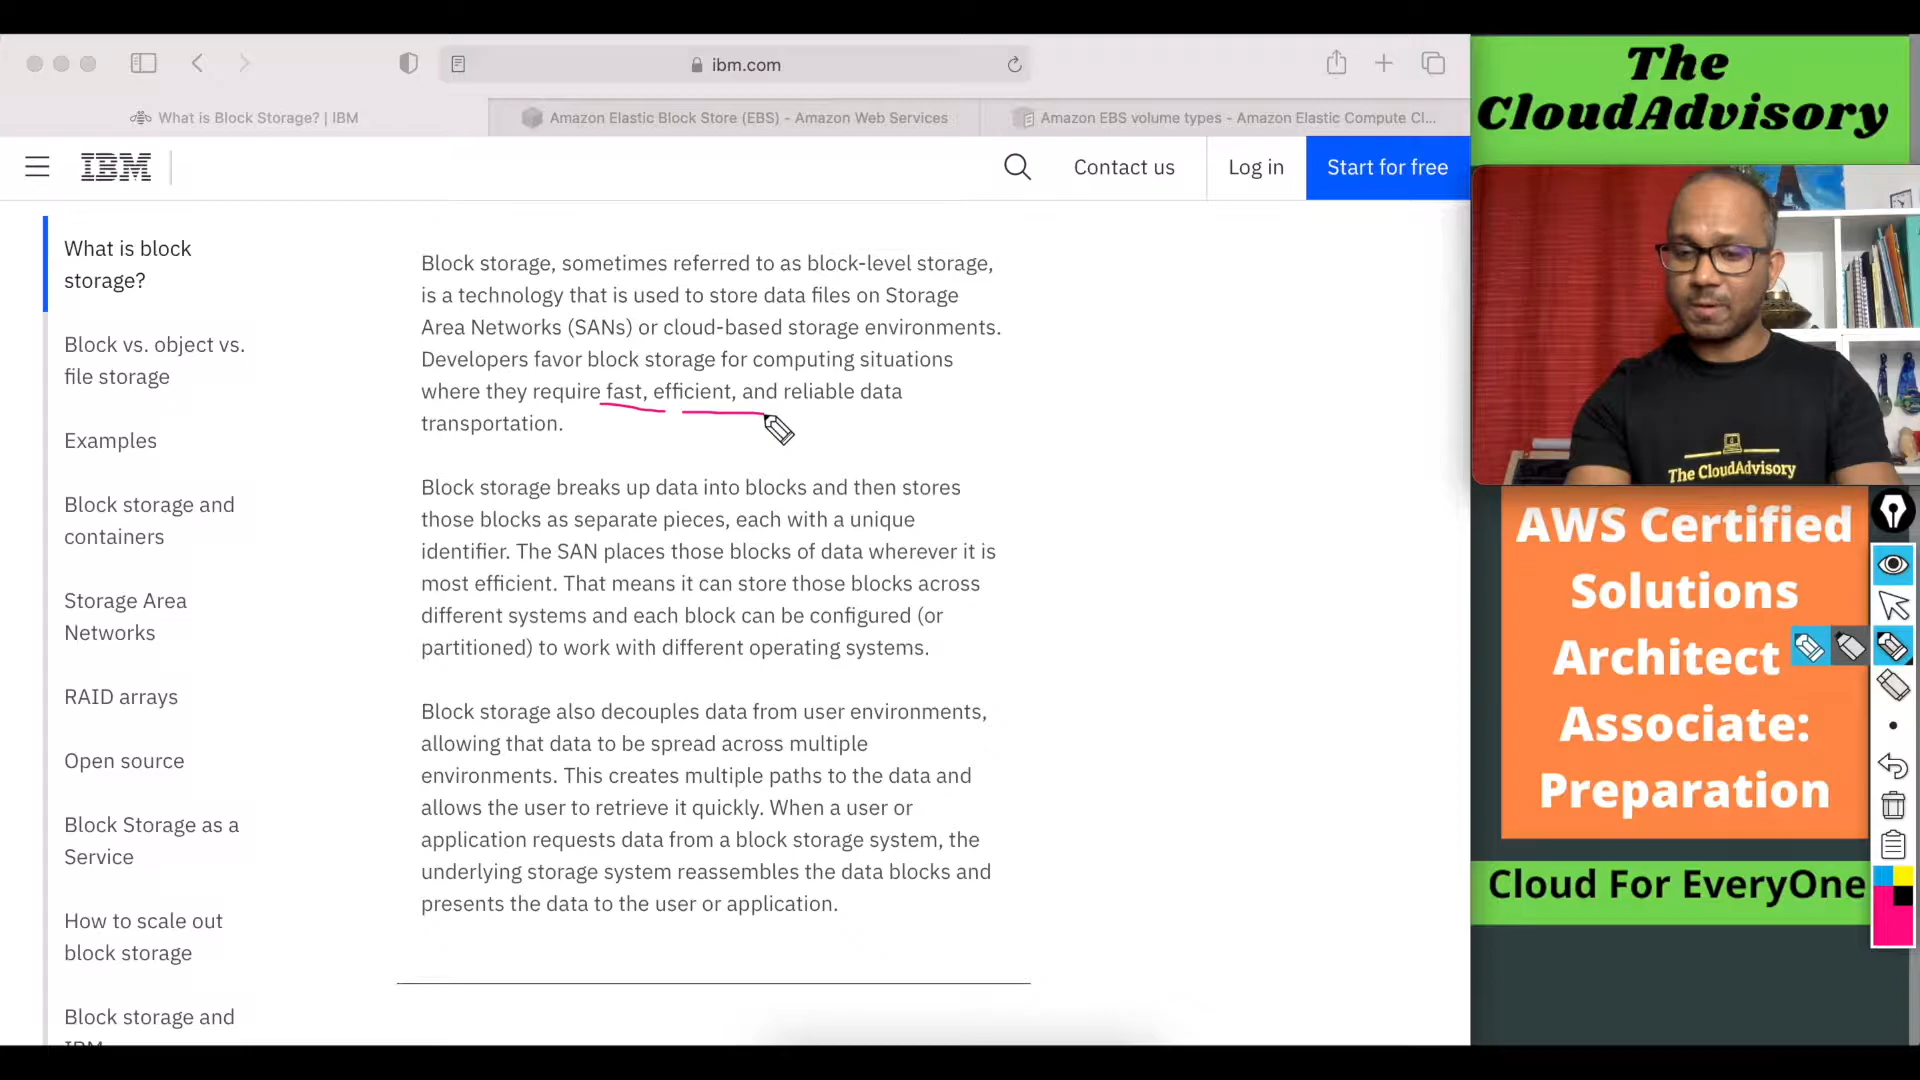 ibm.com
What is Block Storage? | IBM
Amazon Elastic Block Store (EBS) - Amazon Web Services
Amazon EBS volume types - Amazon Elastic Compute Cl...
IBM
Contact us
Log in
Start for free
What is block
storage?
Block vs. object vs.
file storage
Examples
Block storage and
containers
Storage Area
Networks
RAID arrays
Open source
Block Storage as a
Service
How to scale out
block storage
Block storage and
IBM
Block storage, sometimes referred to as block-level storage,
is a technology that is used to store data files on Storage
Area Networks (SANs) or cloud-based storage environments.
Developers favor block storage for computing situations
where they require fast, efficient, and reliable data
transportation.
Block storage breaks up data into blocks and then stores
those blocks as separate pieces, each with a unique
identifier. The SAN places those blocks of data wherever it is
most efficient. That means it can store those blocks across
different systems and each block can be configured (or
partitioned) to work with different operating systems.
Block storage also decouples data from user environments,
allowing that data to be spread across multiple
environments. This creates multiple paths to the data and
allows the user to retrieve it quickly. When a user or
application requests data from a block storage system, the
underlying storage system reassembles the data blocks and
presents the data to the user or application.
The
CloudAdvisory
The CloudAdvisory
AWS Certified
Solutions
Architect
Associate:
Preparation
Cloud For EveryOne